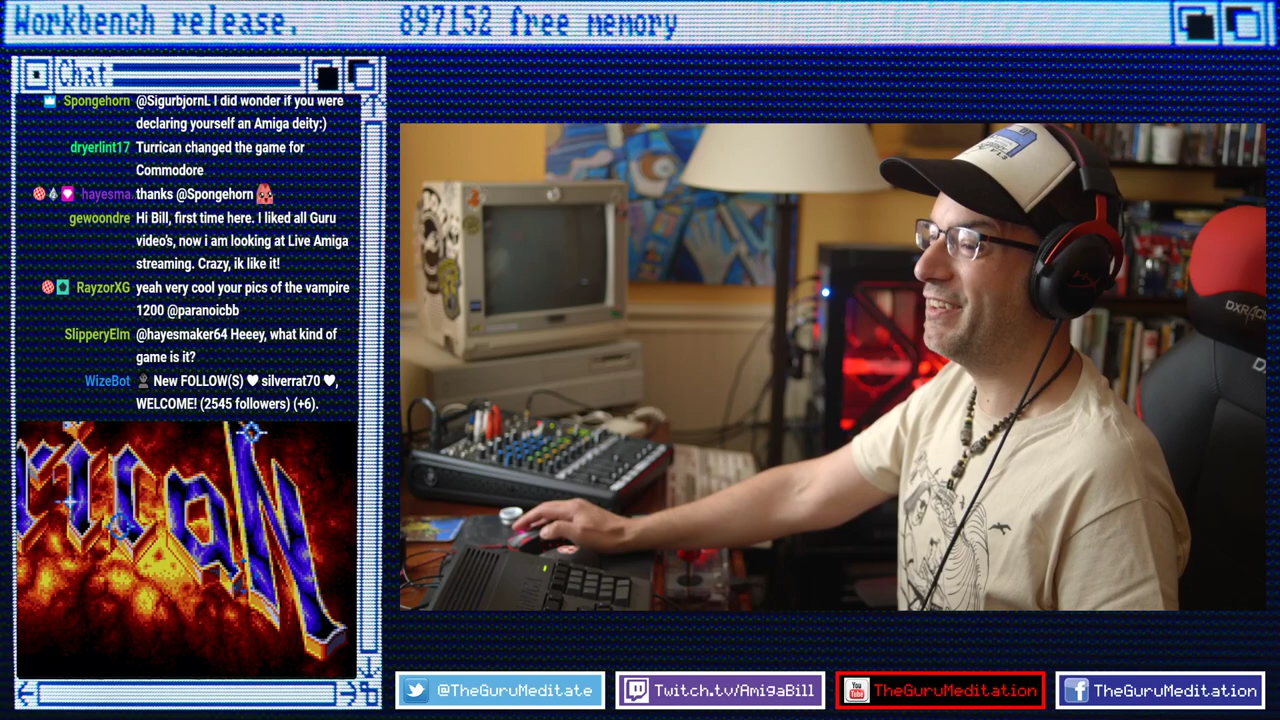 Workbench release. 897152 free memory
Chat
Spongehorn @SigurbjornL I did wonder if you were
declaring yourself an Amiga deity:)
dryerlint17 Turrican changed the game for
Commodore
hayesma thanks @Spongehorn
gewoondre Hi Bill, first time here. I liked all Guru
video's, now i am looking at Live Amiga
streaming. Crazy, ik like it!
RayzorXG yeah very cool your pics of the vampire
1200 @paranoicbb
SlipperyElm @hayesmaker64 Heeey, what kind of
game is it?
WizeBot New FOLLOW(S) silverrat70 ,
WELCOME! (2545 followers) (+6).
rican
DXRAC
@TheGuruMeditate
Twitch.tv/AmigaBill
You
Tube
TheGuruMeditation
f TheGuruMeditation